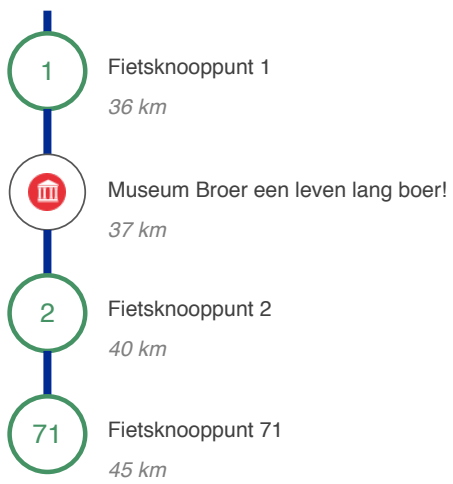 1
Fietsknooppunt 1
36 km
Museum Broer een leven lang boer!
37 km
2
Fietsknooppunt 2
40 km
71
Fietsknooppunt 71
45 km